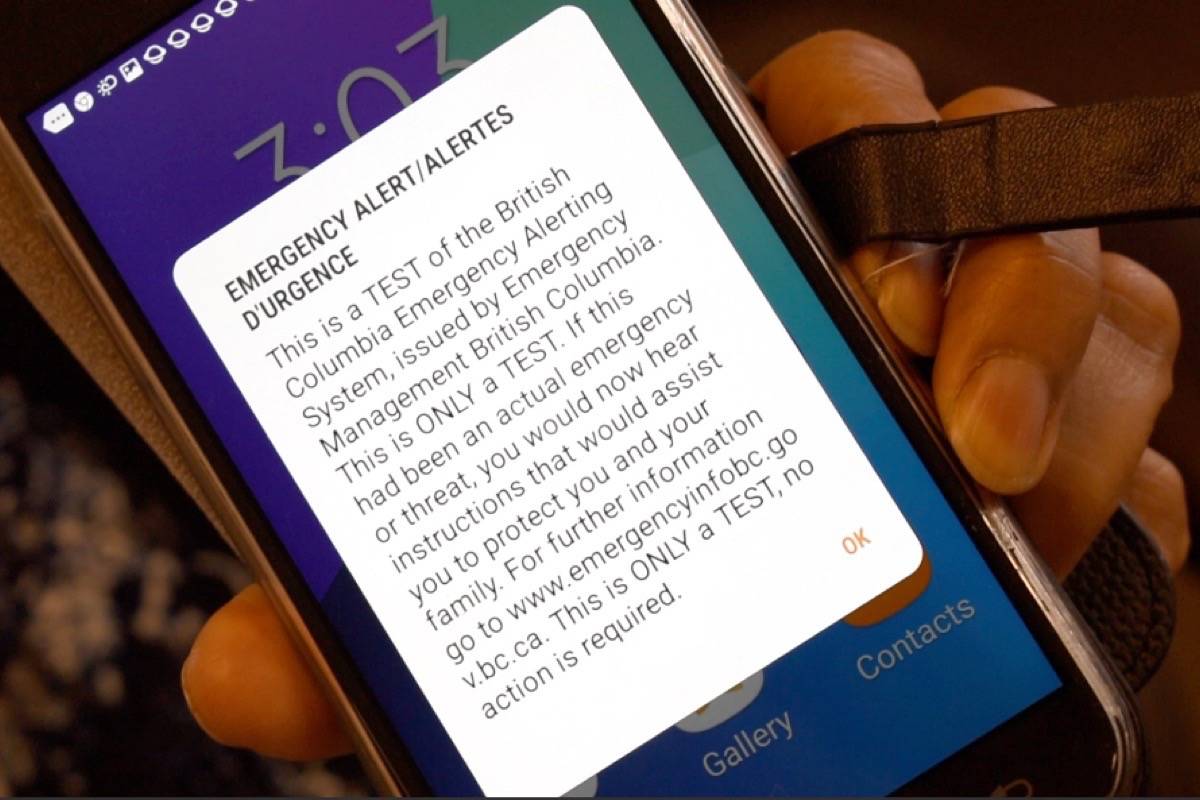 3:03
EMERGENCY ALERT/ALERTES
D'URGENCE
This is a TEST of the British
Columbia Emergency Alerting
System, issued by Emergency
Management British Columbia.
This is ONLY a TEST. If this
had been an actual emergency
or threat, you would now hear
instructions that would assist
you to protect you and your
family. For further information
go to www.emergencyinfobc.go
v.bc.ca. This is ONLY a TEST, no
action is required.
OK
Contacts
Gallery